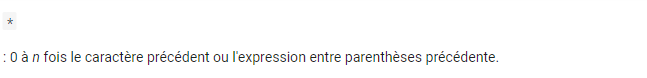 *
: 0 à n fois le caractère précédent ou l'expression entre parenthèses précédente.